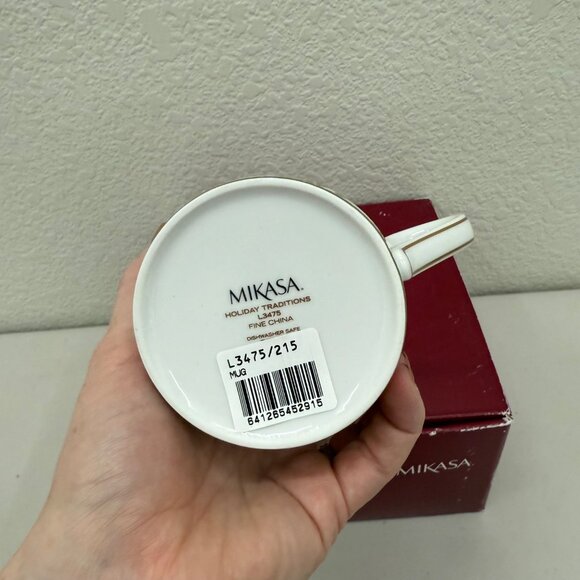 MIKASA.
HOLIDAY TRADITIONS
L3475
FINE CHINA
DISHWASHER SAFE
L3475/215
MUG
641265452915
MIKASA